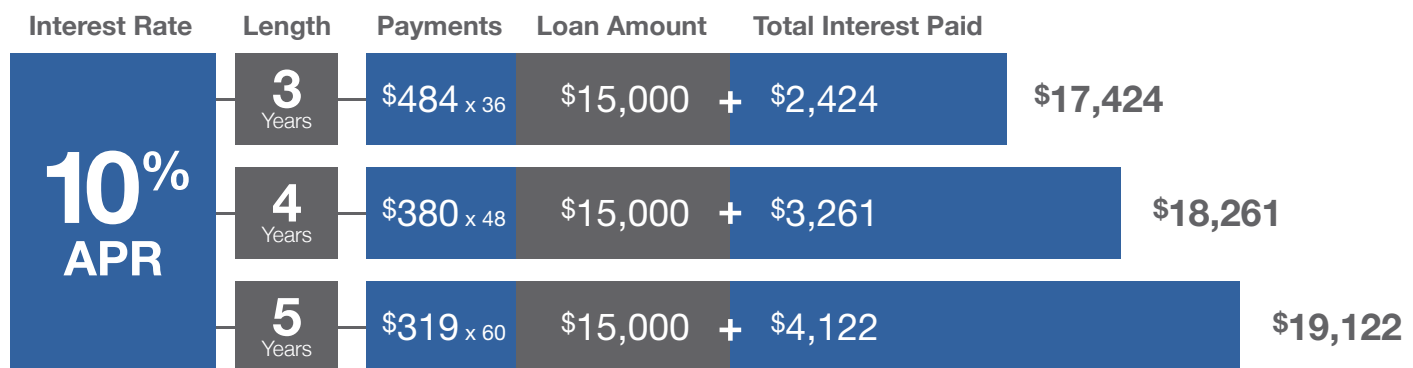 Interest Rate Length Payments Loan Amount Total Interest Paid
10% APR
3 Years $484 x 36 $15,000 + $2,424 $17,424
4 Years $380 x 48 $15,000 + $3,261 $18,261
5 Years $319 x 60 $15,000 + $4,122 $19,122